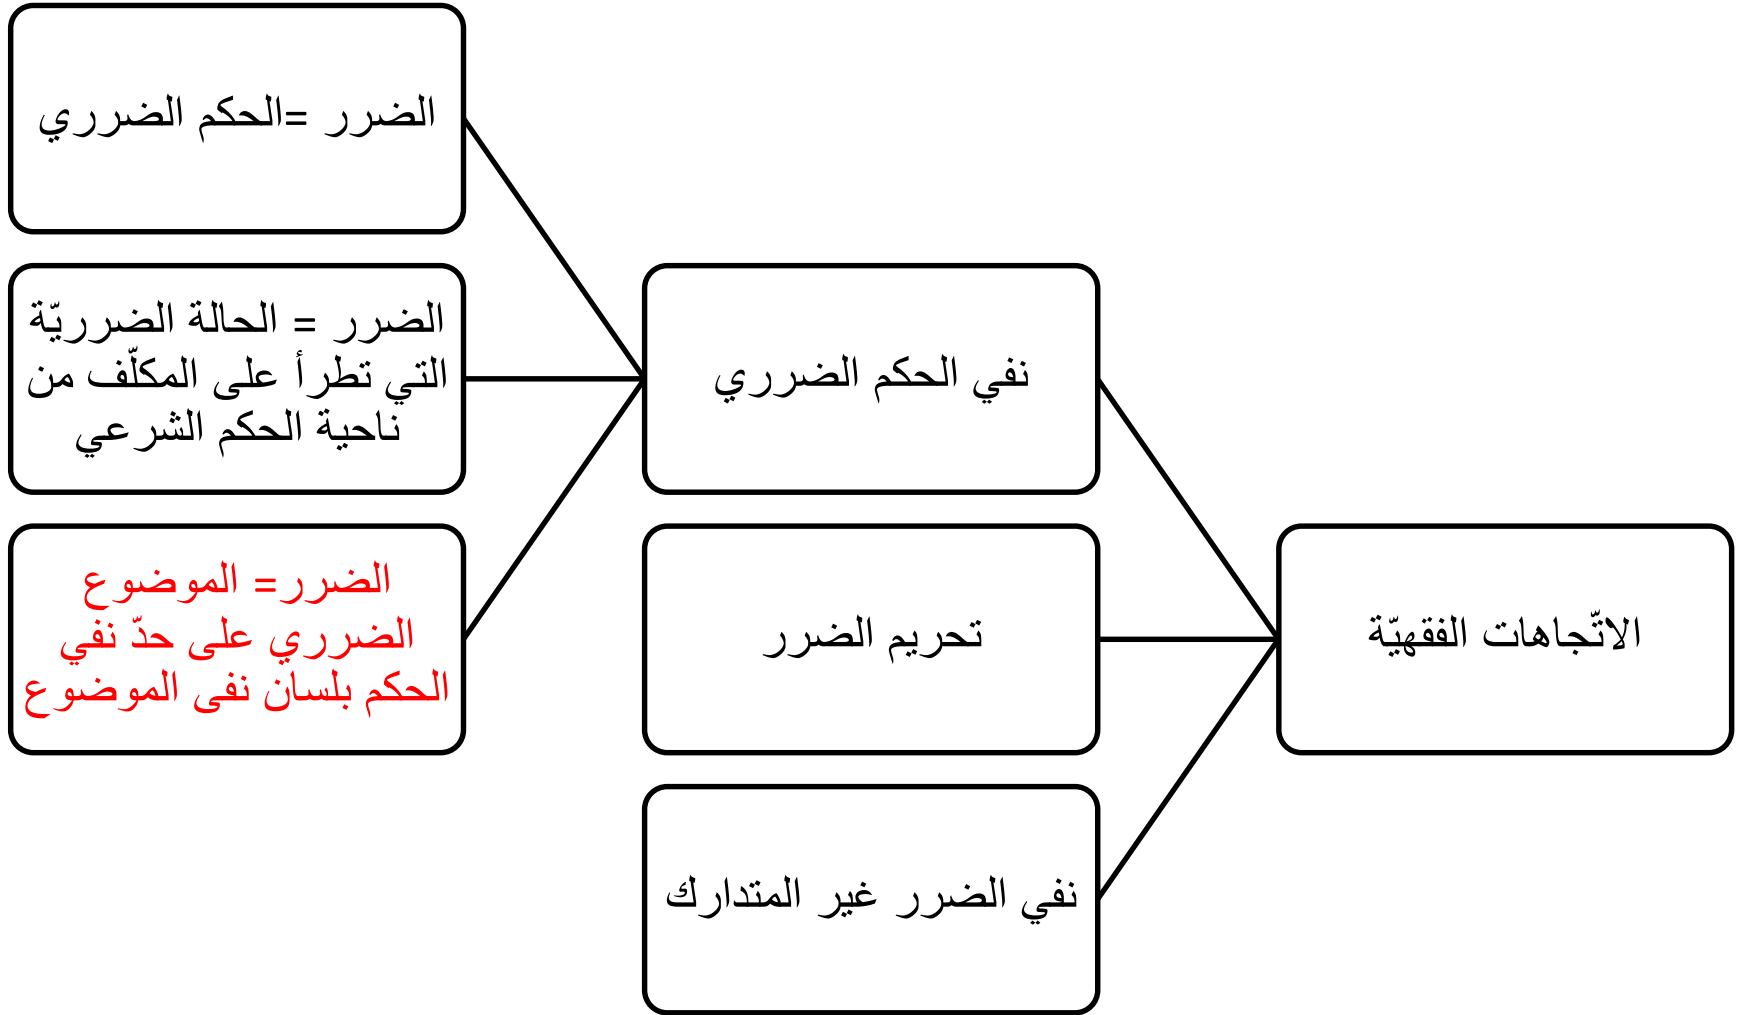 الاتّجاهات الفقهيّة
نفي الحكم الضرري
الضرر =الحكم الضرري
الضرر = الحالة الضرريّة
التي تطرأ على المكلّف من
ناحية الحكم الشرعي
الضرر= الموضوع
الضرري على حدّ نفي
الحكم بلسان نفى الموضوع
تحريم الضرر
نفي الضرر غير المتدارك